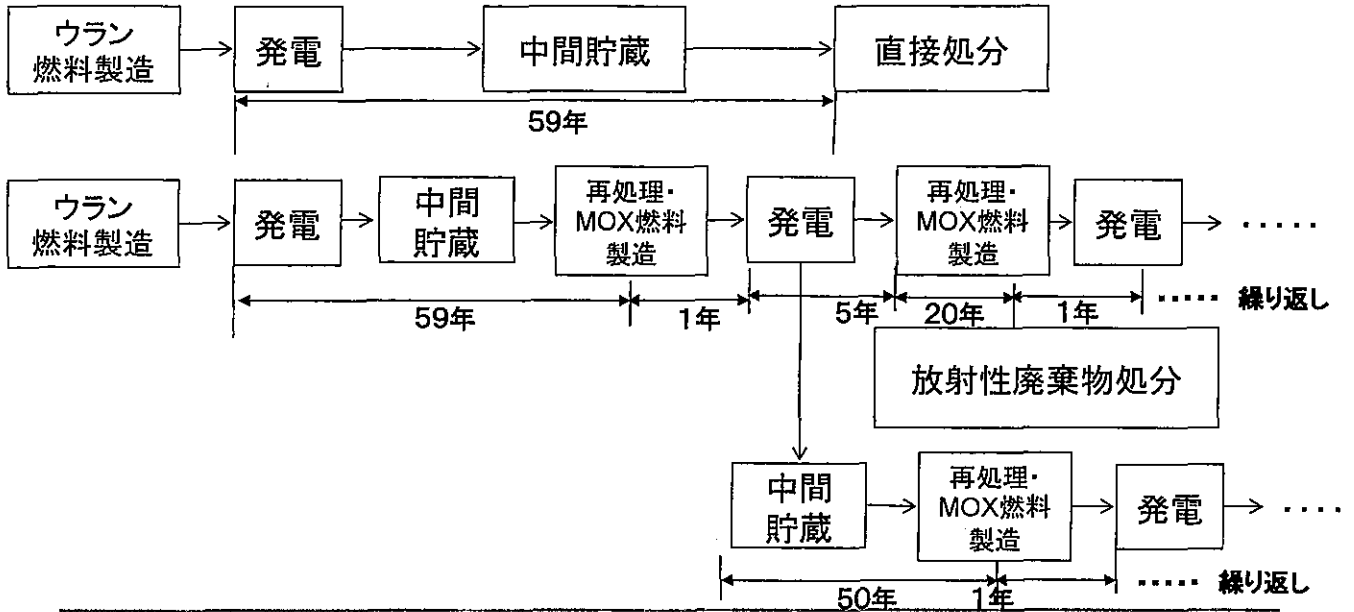 ウラン
燃料製造
発電
中間貯蔵
直接処分
59年
ウラン
燃料製造
発電
中間
貯蔵
再処理・
MOX燃料
製造
発電
再処理・
MOX燃料
製造
発電
・・・・・
59年
1年
5年
20年
1年
・・・・・ 繰り返し
放射性廃棄物処分
中間
貯蔵
再処理・
MOX燃料
製造
発電
・・・・
50年
1年
・・・・・ 繰り返し